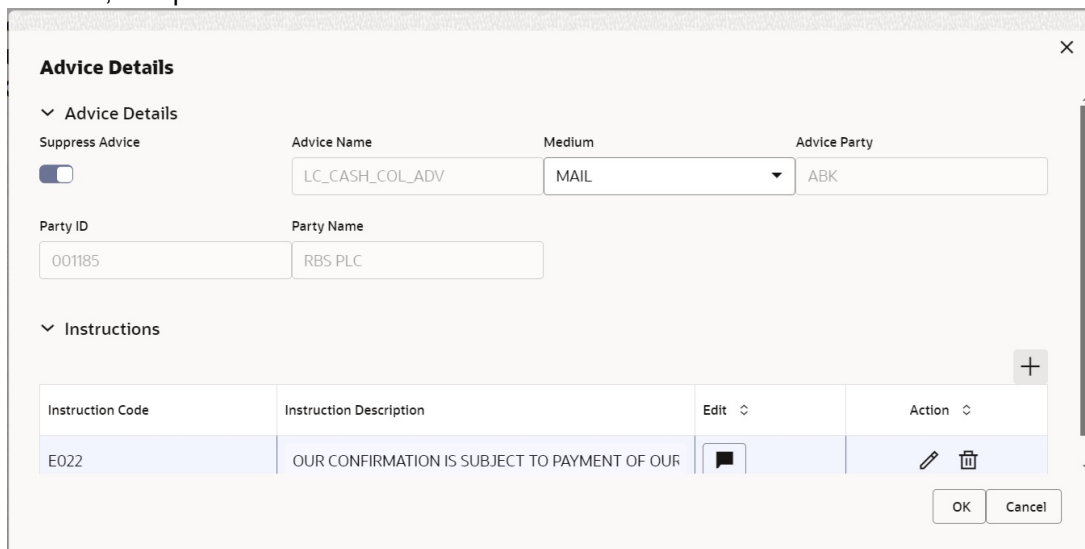 Advice Details
Advice Details
Suppress Advice Advice Name Medium Advice Party
LC_CASH_COL_ADV MAIL ABK
Party ID Party Name
001185 RBS PLC
Instructions
Instruction Code Instruction Description Edit Action
E022 OUR CONFIRMATION IS SUBJECT TO PAYMENT OF OUR
OK Cancel